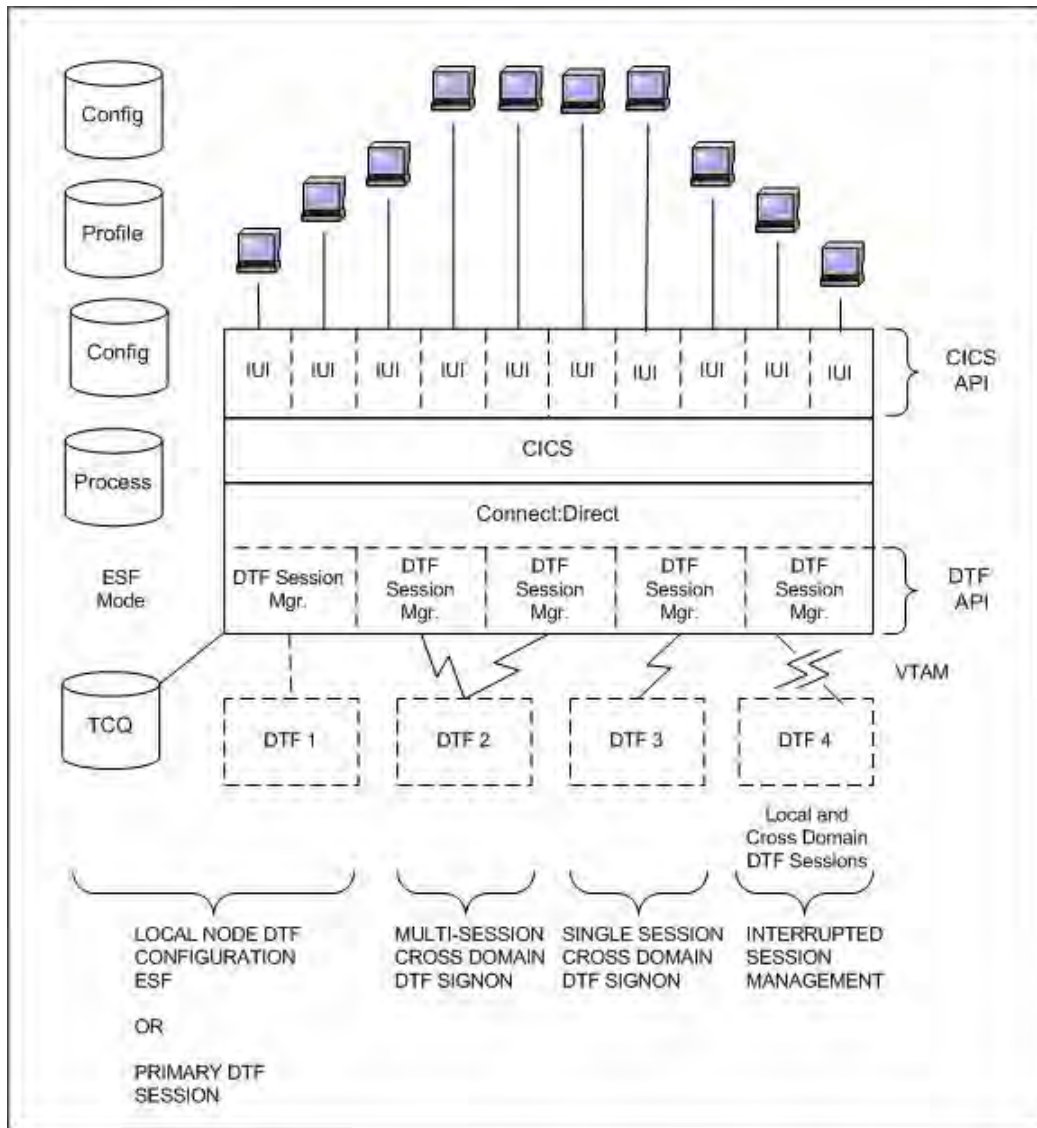 Config
Profile
Config
IUI IUI IUI IUI IUI IUI IUI IUI IUI IUI
CICS
API
CICS
Process
Connect:Direct
ESF
Mode
DTF Session
Mgr.
DTF
Session
Mgr.
DTF
Session
Mgr.
DTF
Session
Mgr.
DTF
Session
Mgr.
DTF
API
VTAM
TCQ
DTF 1
DTF 2
DTF 3
DTF 4
Local and
Cross Domain
DTF Sessions
LOCAL NODE DTF
CONFIGURATION
ESF
OR
PRIMARY DTF
SESSION
MULTI-SESSION
CROSS DOMAIN
DTF SIGNON
SINGLE SESSION
CROSS DOMAIN
DTF SIGNON
INTERRUPTED
SESSION
MANAGEMENT